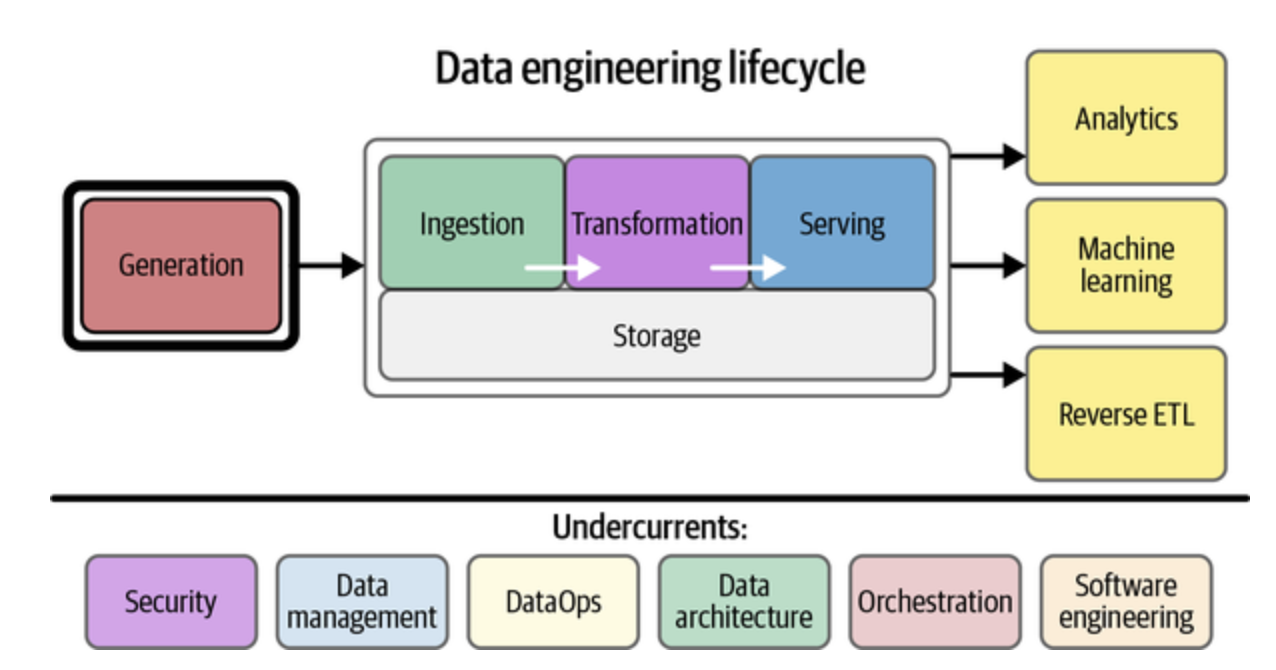 Data engineering lifecycle
Generation
Ingestion
Transformation
Serving
Storage
Analytics
Machine
learning
Reverse ETL
Undercurrents:
Security
Data
management
DataOps
Data
architecture
Orchestration
Software
engineering